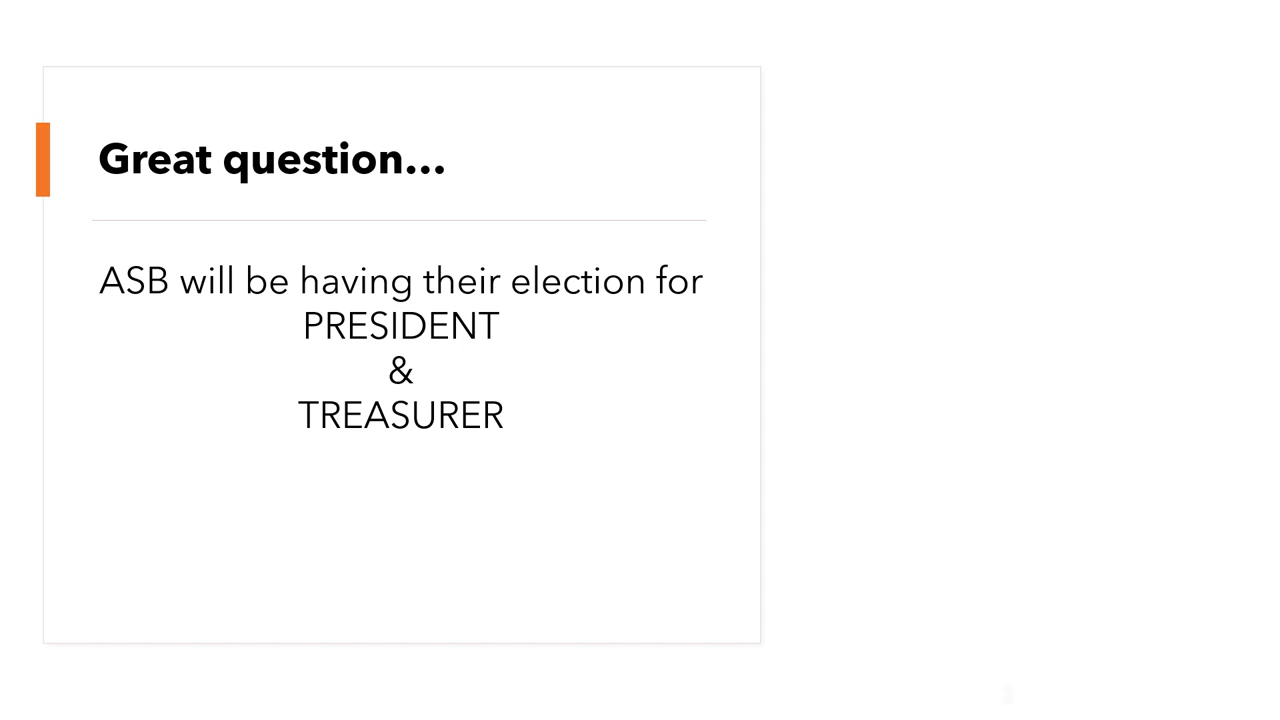 Great question…
ASB will be having their election for
PRESIDENT
&
TREASURER